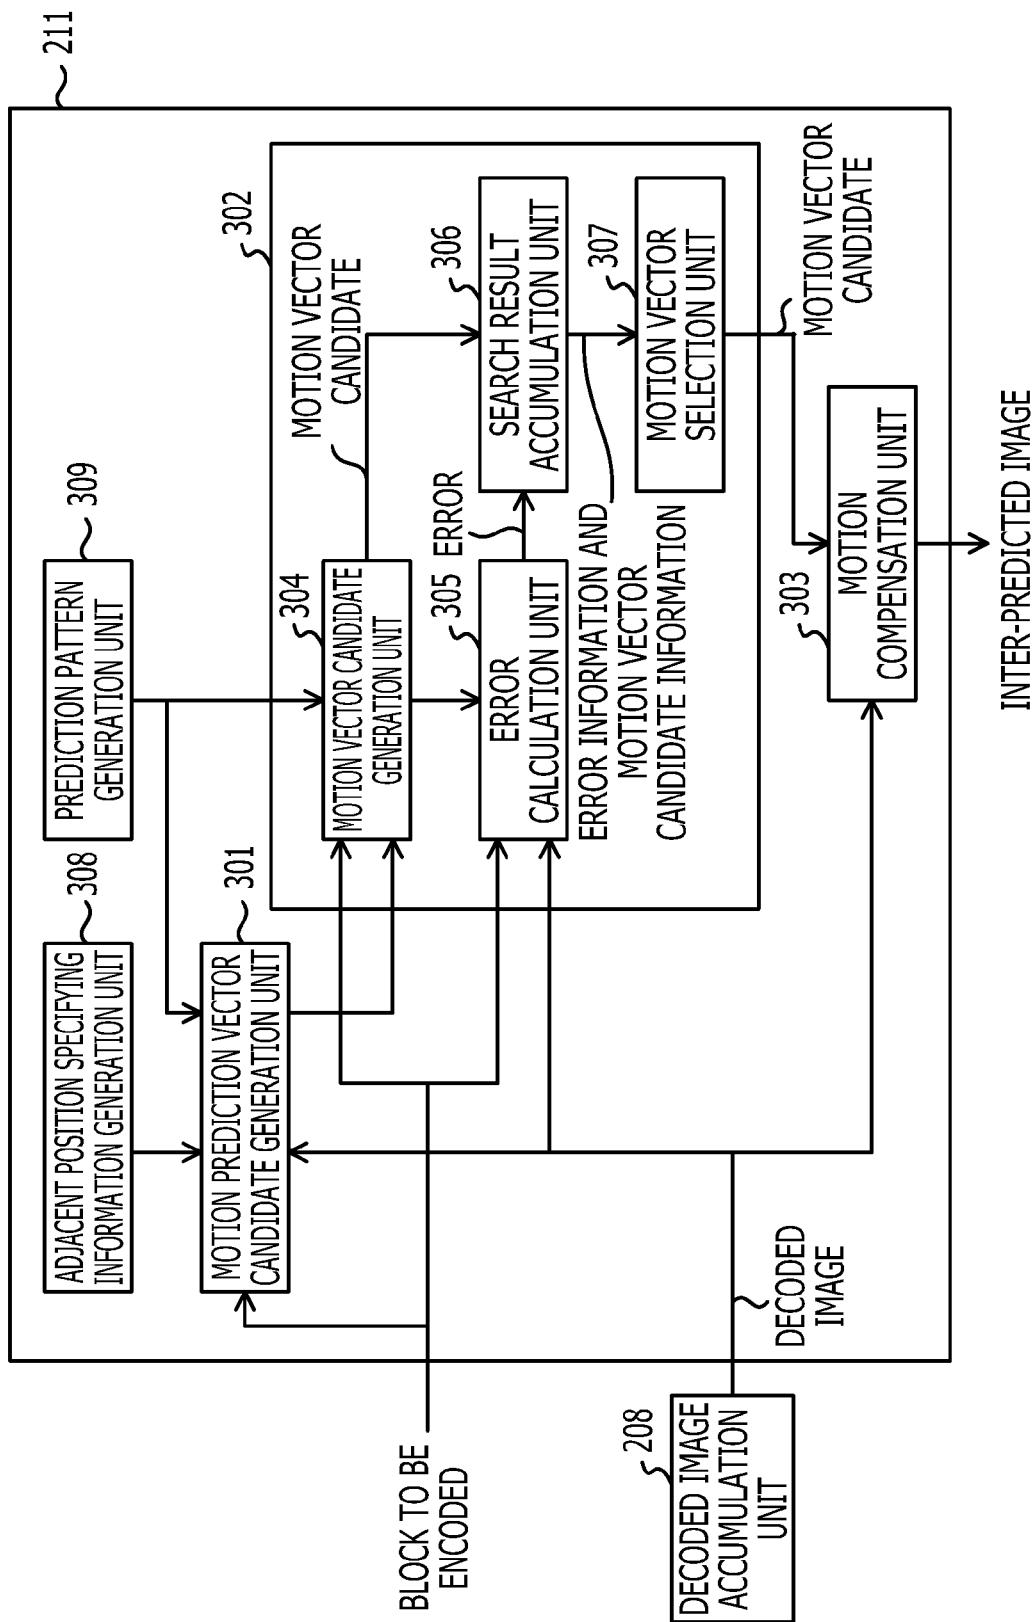 211
ADJACENT POSITION SPECIFYING
INFORMATION GENERATION UNIT
308
PREDICTION PATTERN
GENERATION UNIT
309
MOTION PREDICTION VECTOR
CANDIDATE GENERATION UNIT
301
302
MOTION VECTOR CANDIDATE
GENERATION UNIT
304
MOTION VECTOR
CANDIDATE
ERROR
CALCULATION UNIT
305
ERROR
SEARCH RESULT
ACCUMULATION UNIT
306
ERROR INFORMATION AND
MOTION VECTOR
CANDIDATE INFORMATION
MOTION VECTOR
SELECTION UNIT
307
MOTION VECTOR
CANDIDATE
BLOCK TO BE
ENCODED
DECODED IMAGE
ACCUMULATION
UNIT
208
DECODED
IMAGE
MOTION
COMPENSATION UNIT
303
INTER-PREDICTED IMAGE